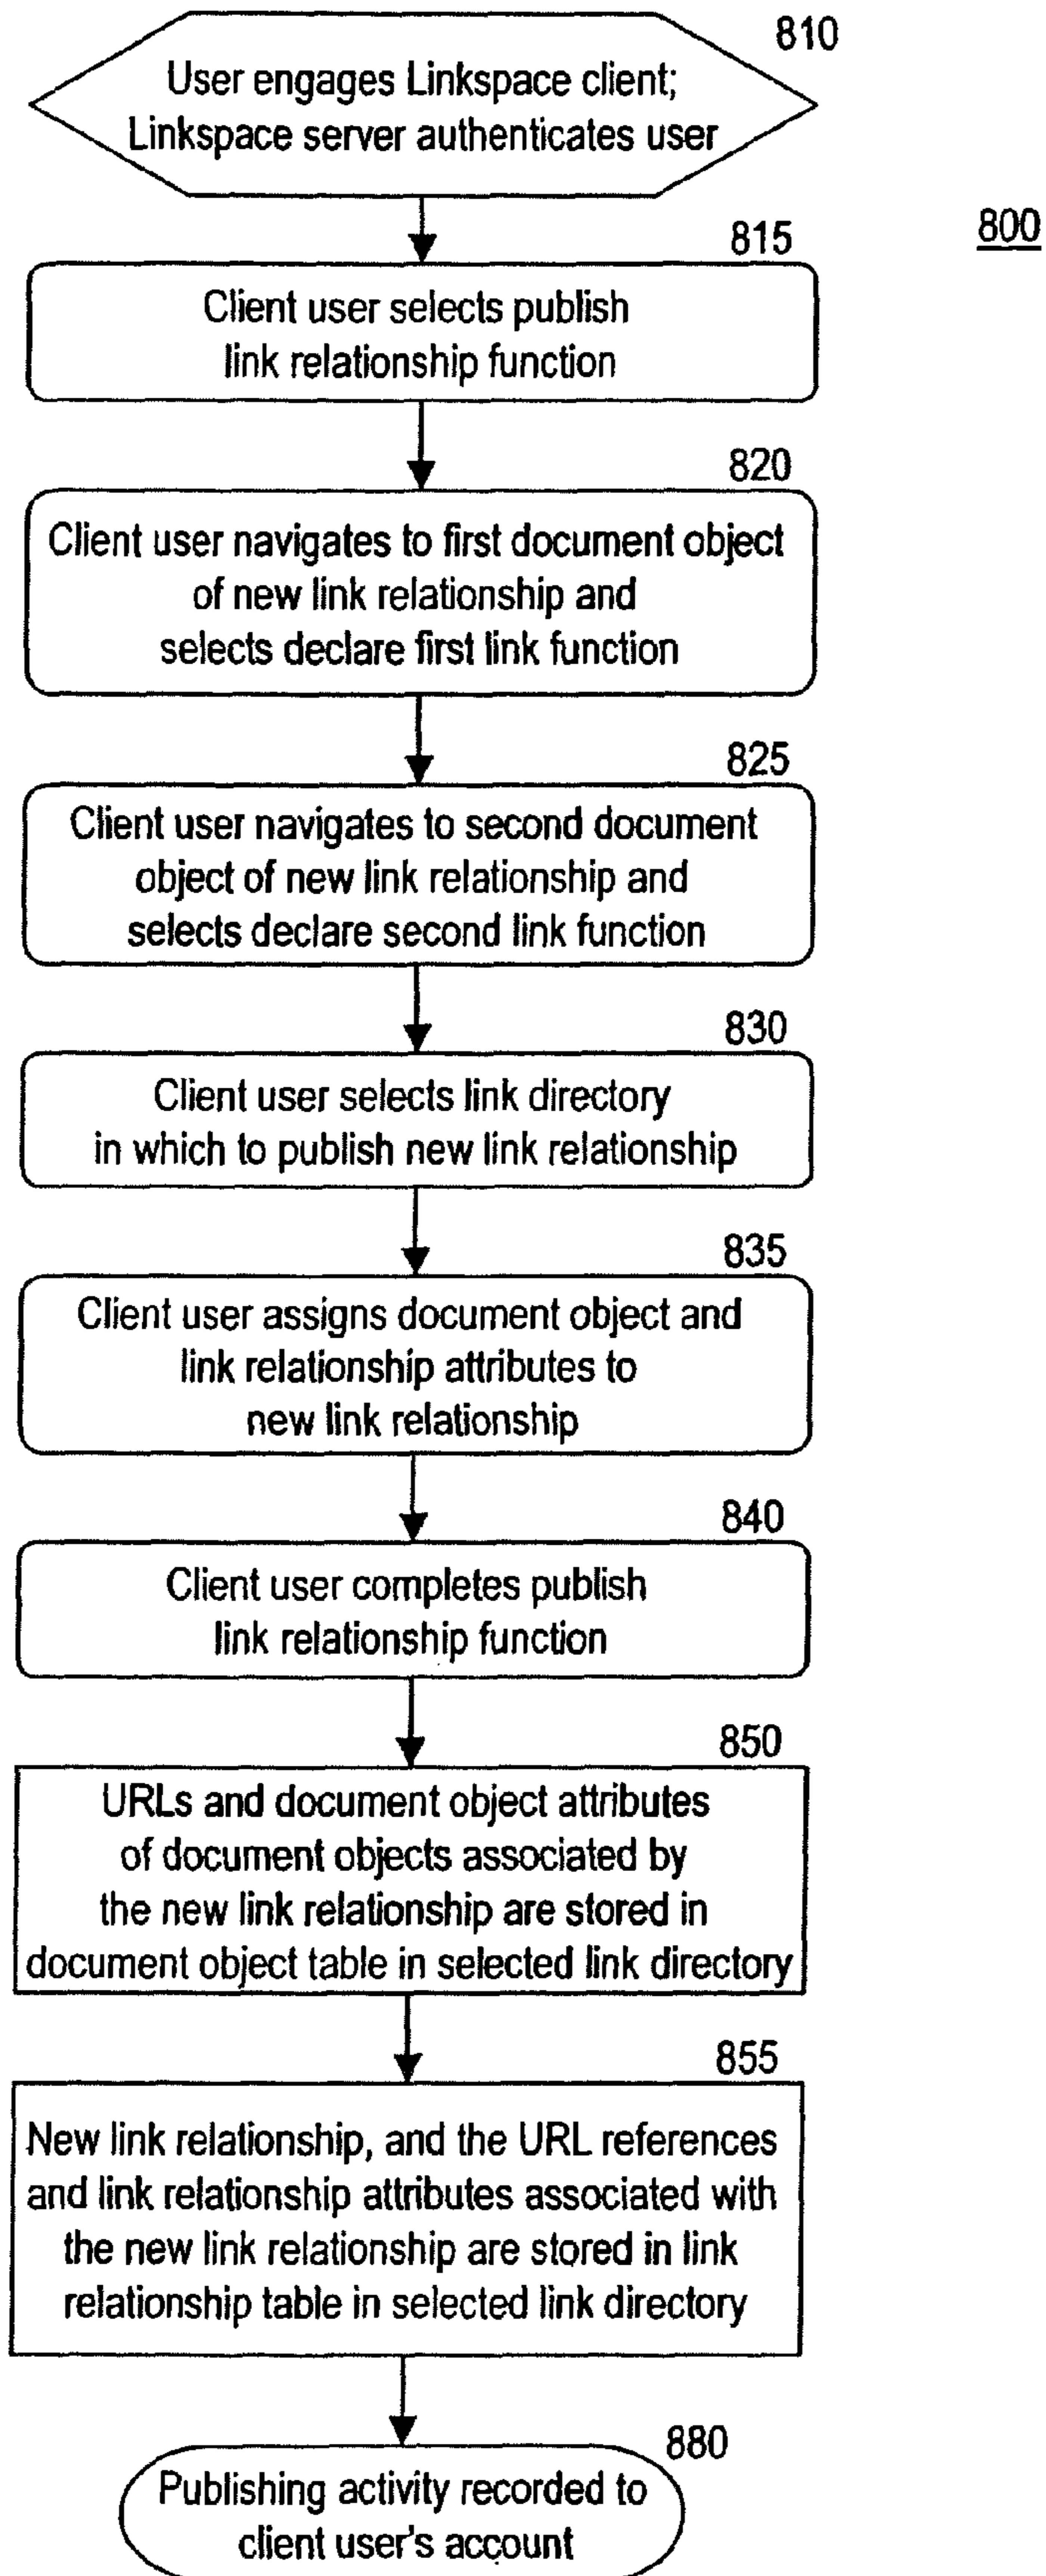 810
User engages Linkspace client;
Linkspace server authenticates user
800
815
Client user selects publish
link relationship function
820
Client user navigates to first document object
of new link relationship and
selects declare first link function
825
Client user navigates to second document
object of new link relationship and
selects declare second link function
830
Client user selects link directory
in which to publish new link relationship
835
Client user assigns document object and
link relationship attributes to
new link relationship
840
Client user completes publish
link relationship function
850
URLs and document object attributes
of document objects associated by
the new link relationship are stored in
document object table in selected link directory
855
New link relationship, and the URL references
and link relationship attributes associated with
the new link relationship are stored in link
relationship table in selected link directory
880
Publishing activity recorded to
client user's account